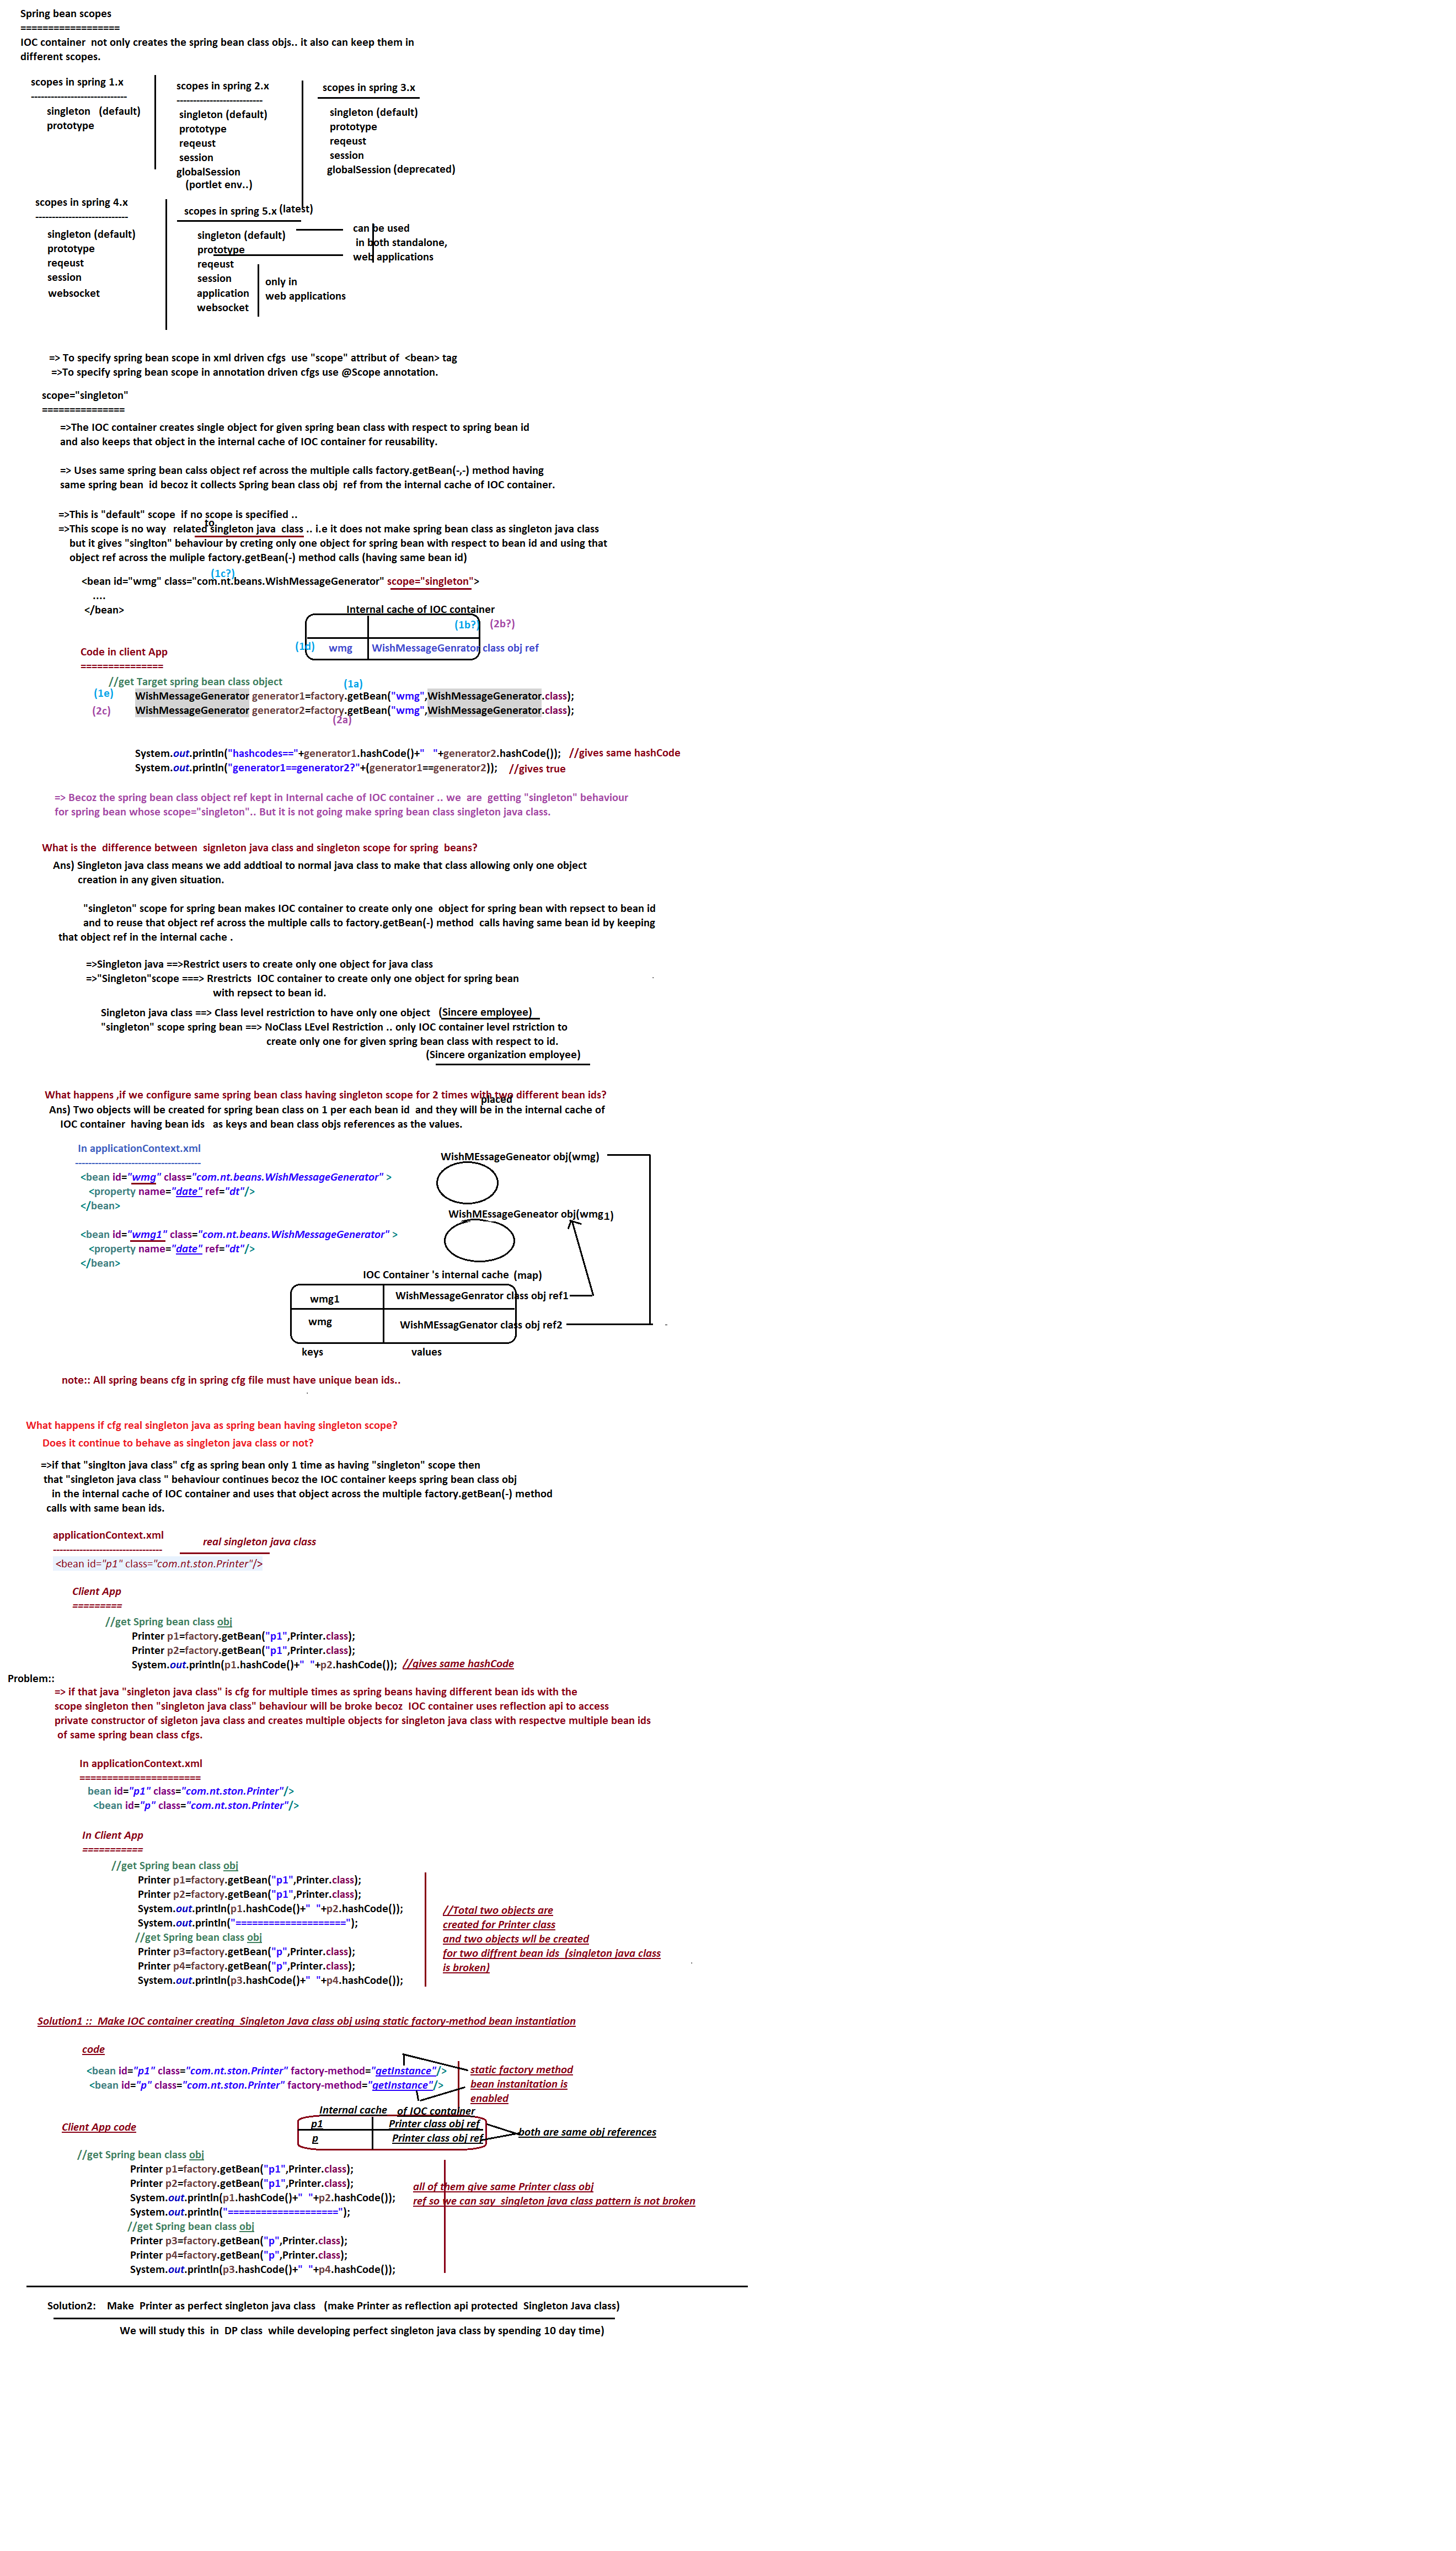 Spring bean scopes
==================
IOC container  not only creates the spring bean class objs.. it also can keep them in
different scopes.
scopes in spring 1.x
-----------------------------
singleton   (default)
prototype
scopes in spring 2.x
--------------------------
singleton (default)
prototype
reqeust
session
globalSession
(portlet env..)
scopes in spring 3.x
singleton (default)
prototype
reqeust
session
globalSession (deprecated)
scopes in spring 4.x
----------------------------
singleton (default)
prototype
reqeust
session
websocket
scopes in spring 5.x (latest)
singleton (default)
prototype
reqeust
session
application
websocket
can be used
in both standalone,
web applications
only in
web applications
=> To specify spring bean scope in xml driven cfgs  use "scope" attribut of  <bean> tag
=>To specify spring bean scope in annotation driven cfgs use @Scope annotation.
scope="singleton"
===============
=>The IOC container creates single object for given spring bean class with respect to spring bean id
and also keeps that object in the internal cache of IOC container for reusability.
=> Uses same spring bean calss object ref across the multiple calls factory.getBean(-,-) method having
same spring bean  id becoz it collects Spring bean class obj  ref from the internal cache of IOC container.
=>This is "default" scope  if no scope is specified ..
to
=>This scope is no way  related singleton java  class .. i.e it does not make spring bean class as singleton java class
but it gives "singlton" behaviour by creting only one object for spring bean with respect to bean id and using that
object ref across the muliple factory.getBean(-) method calls (having same bean id)
(1c?)
<bean id="wmg" class="com.nt.beans.WishMessageGenerator" scope="singleton">
....
</bean>
Internal cache of IOC container
(1b?)  (2b?)
(1d)  wmg  WishMessageGenrator class obj ref
Code in client App
===============
//get Target spring bean class object
(1a)
(1e)  WishMessageGenerator generator1=factory.getBean("wmg",WishMessageGenerator.class);
(2c)  WishMessageGenerator generator2=factory.getBean("wmg",WishMessageGenerator.class);
(2a)
System.out.println("hashcodes=="+generator1.hashCode()+"   "+generator2.hashCode());   //gives same hashCode
System.out.println("generator1==generator2?"+(generator1==generator2));    //gives true
=> Becoz the spring bean class object ref kept in Internal cache of IOC container .. we  are  getting "singleton" behaviour
for spring bean whose scope="singleton".. But it is not going make spring bean class singleton java class.
What is the  difference between  signleton java class and singleton scope for spring  beans?
Ans) Singleton java class means we add addtioal to normal java class to make that class allowing only one object
creation in any given situation.
"singleton" scope for spring bean makes IOC container to create only one  object for spring bean with repsect to bean id
and to reuse that object ref across the multiple calls to factory.getBean(-) method  calls having same bean id by keeping
that object ref in the internal cache .
=>Singleton java ==>Restrict users to create only one object for java class
=>"Singleton"scope ===> Rrestricts  IOC container to create only one object for spring bean
with repsect to bean id.
Singleton java class ==> Class level restriction to have only one object   (Sincere employee)
"singleton" scope spring bean ==> NoClass LEvel Restriction .. only IOC container level rstriction to
create only one for given spring bean class with respect to id.
(Sincere organization employee)
What happens ,if we configure same spring bean class having singleton scope for 2 times with two different bean ids?
placed
Ans) Two objects will be created for spring bean class on 1 per each bean id  and they will be in the internal cache of
IOC container  having bean ids   as keys and bean class objs references as the values.
In applicationContext.xml
--------------------------------------
<bean id="wmg" class="com.nt.beans.WishMessageGenerator" >
<property name="date" ref="dt"/>
</bean>
<bean id="wmg1" class="com.nt.beans.WishMessageGenerator" >
<property name="date" ref="dt"/>
</bean>
WishMEssageGeneator obj(wmg)
WishMEssageGeneator obj(wmg1)
IOC Container 's internal cache (map)
wmg1  WishMessageGenrator class obj ref1
wmg  WishMEssagGenator class obj ref2
keys  values
note:: All spring beans cfg in spring cfg file must have unique bean ids..
What happens if cfg real singleton java as spring bean having singleton scope?
Does it continue to behave as singleton java class or not?
=>if that "singlton java class" cfg as spring bean only 1 time as having "singleton" scope then
that "singleton java class " behaviour continues becoz the IOC container keeps spring bean class obj
in the internal cache of IOC container and uses that object across the multiple factory.getBean(-) method
calls with same bean ids.
applicationContext.xml
---------------------------------
real singleton java class
<bean id="p1" class="com.nt.ston.Printer"/>
Client App
=========
//get Spring bean class obj
Printer p1=factory.getBean("p1",Printer.class);
Printer p2=factory.getBean("p1",Printer.class);
System.out.println(p1.hashCode()+"  "+p2.hashCode());  //gives same hashCode
Problem::
=> if that java "singleton java class" is cfg for multiple times as spring beans having different bean ids with the
scope singleton then "singleton java class" behaviour will be broke becoz  IOC container uses reflection api to access
private constructor of sigleton java class and creates multiple objects for singleton java class with respectve multiple bean ids
of same spring bean class cfgs.
In applicationContext.xml
======================
bean id="p1" class="com.nt.ston.Printer"/>
<bean id="p" class="com.nt.ston.Printer"/>
In Client App
===========
//get Spring bean class obj
Printer p1=factory.getBean("p1",Printer.class);
Printer p2=factory.getBean("p1",Printer.class);
System.out.println(p1.hashCode()+"  "+p2.hashCode());
System.out.println("====================");
//get Spring bean class obj
Printer p3=factory.getBean("p",Printer.class);
Printer p4=factory.getBean("p",Printer.class);
System.out.println(p3.hashCode()+"  "+p4.hashCode());
//Total two objects are
created for Printer class
and two objects wll be created
for two diffrent bean ids  (singleton java class
is broken)
Solution1 ::  Make IOC container creating  Singleton Java class obj using static factory-method bean instantiation
code
<bean id="p1" class="com.nt.ston.Printer" factory-method="getInstance"/>
<bean id="p" class="com.nt.ston.Printer" factory-method="getInstance"/>
static factory method
bean instanitation is
enabled
Internal cache   of IOC container
p1  Printer class obj ref
p  Printer class obj ref
both are same obj references
Client App code
//get Spring bean class obj
Printer p1=factory.getBean("p1",Printer.class);
Printer p2=factory.getBean("p1",Printer.class);
System.out.println(p1.hashCode()+"  "+p2.hashCode());
System.out.println("====================");
//get Spring bean class obj
Printer p3=factory.getBean("p",Printer.class);
Printer p4=factory.getBean("p",Printer.class);
System.out.println(p3.hashCode()+"  "+p4.hashCode());
all of them give same Printer class obj
ref so we can say  singleton java class pattern is not broken
Solution2:    Make  Printer as perfect singleton java class   (make Printer as reflection api protected  Singleton Java class)
We will study this  in  DP class  while developing perfect singleton java class by spending 10 day time)